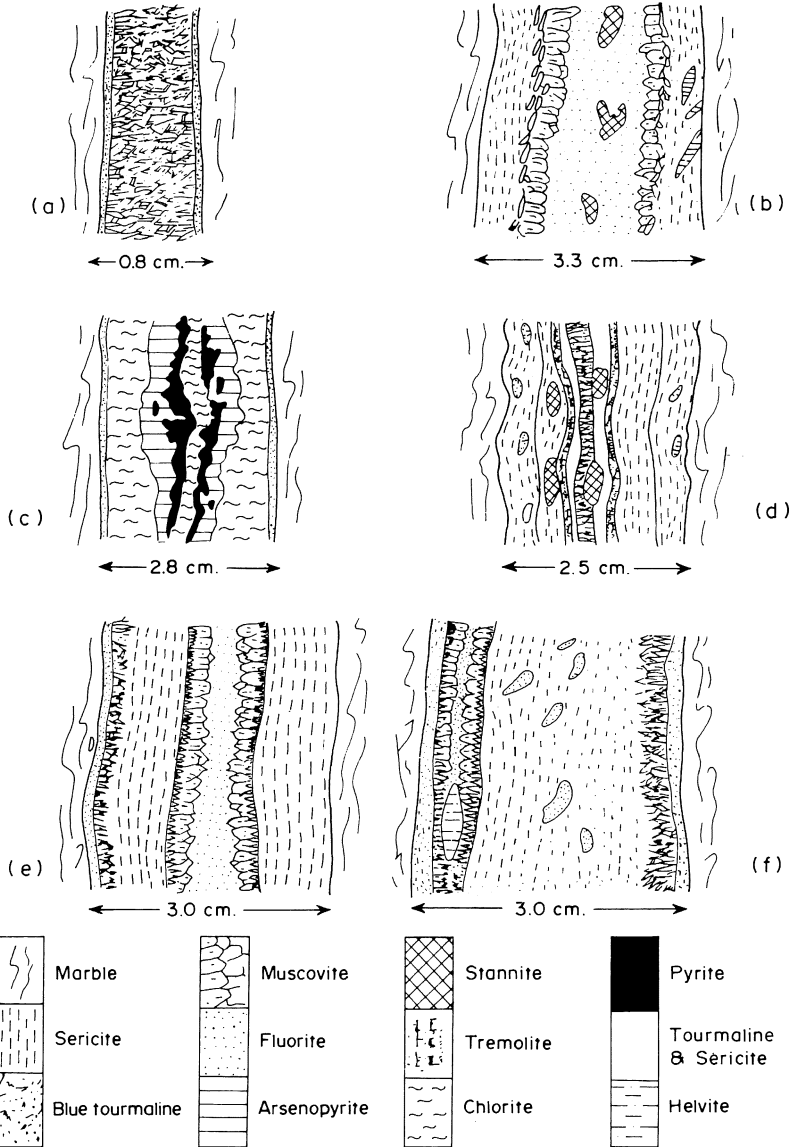 (a)
(b)
0.8 cm.
3.3 cm.
(c)
(d)
2.8 cm.
2.5 cm.
(e)
(f)
3.0 cm.
3.0 cm.
Marble
Muscovite
Stannite
Pyrite
Sericite
Fluorite
Tremolite
Tourmaline
& Sericite
Blue tourmaline
Arsenopyrite
Chlorite
Helvite